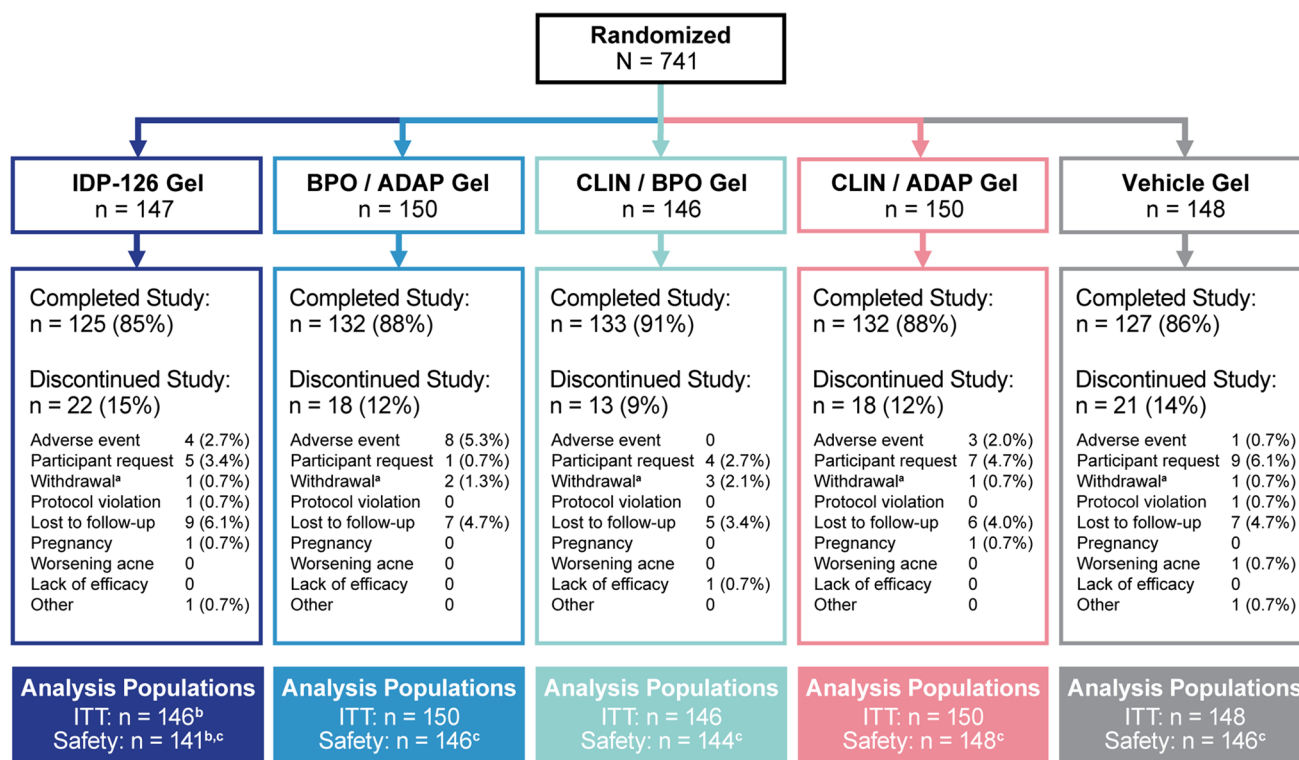 Randomized
N = 741
IDP-126 Gel
n = 147
BPO / ADAP Gel
n = 150
CLIN / BPO Gel
n = 146
CLIN / ADAP Gel
n = 150
Vehicle Gel
n = 148
Completed Study:
n = 125 (85%)
Discontinued Study:
n = 22 (15%)
Adverse event 4 (2.7%)
Participant request 5 (3.4%)
Withdrawalᵃ 1 (0.7%)
Protocol violation 1 (0.7%)
Lost to follow-up 9 (6.1%)
Pregnancy 1 (0.7%)
Worsening acne 0
Lack of efficacy 0
Other 1 (0.7%)
Completed Study:
n = 132 (88%)
Discontinued Study:
n = 18 (12%)
Adverse event 8 (5.3%)
Participant request 1 (0.7%)
Withdrawalᵃ 2 (1.3%)
Protocol violation 0
Lost to follow-up 7 (4.7%)
Pregnancy 0
Worsening acne 0
Lack of efficacy 0
Other 0
Completed Study:
n = 133 (91%)
Discontinued Study:
n = 13 (9%)
Adverse event 0
Participant request 4 (2.7%)
Withdrawalᵃ 3 (2.1%)
Protocol violation 0
Lost to follow-up 5 (3.4%)
Pregnancy 0
Worsening acne 0
Lack of efficacy 1 (0.7%)
Other 0
Completed Study:
n = 132 (88%)
Discontinued Study:
n = 18 (12%)
Adverse event 3 (2.0%)
Participant request 7 (4.7%)
Withdrawalᵃ 1 (0.7%)
Protocol violation 0
Lost to follow-up 6 (4.0%)
Pregnancy 1 (0.7%)
Worsening acne 0
Lack of efficacy 0
Other 0
Completed Study:
n = 127 (86%)
Discontinued Study:
n = 21 (14%)
Adverse event 1 (0.7%)
Participant request 9 (6.1%)
Withdrawalᵃ 1 (0.7%)
Protocol violation 1 (0.7%)
Lost to follow-up 7 (4.7%)
Pregnancy 0
Worsening acne 1 (0.7%)
Lack of efficacy 0
Other 1 (0.7%)
Analysis Populations
ITT: n = 146ᵇ
Safety: n = 141ᵇ,ᶜ
Analysis Populations
ITT: n = 150
Safety: n = 146ᶜ
Analysis Populations
ITT: n = 146
Safety: n = 144ᶜ
Analysis Populations
ITT: n = 150
Safety: n = 148ᶜ
Analysis Populations
ITT: n = 148
Safety: n = 146ᶜ